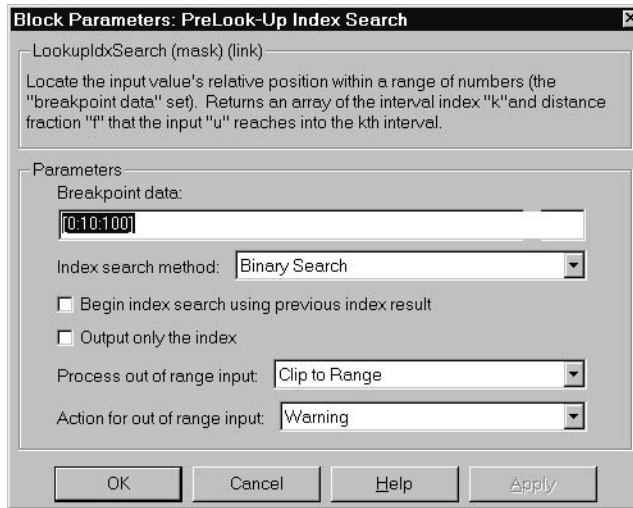 Block Parameters: PreLook-Up Index Search
LookupIdxSearch (mask) (link)
Locate the input value's relative position within a range of numbers (the
"breakpoint data" set). Returns an array of the interval index "k"and distance
fraction "f" that the input "u" reaches into the kth interval.
Parameters
Breakpoint data:
[0:10:100]
Index search method: Binary Search
Begin index search using previous index result
Output only the index
Process out of range input: Clip to Range
Action for out of range input: Warning
OK Cancel Help Apply